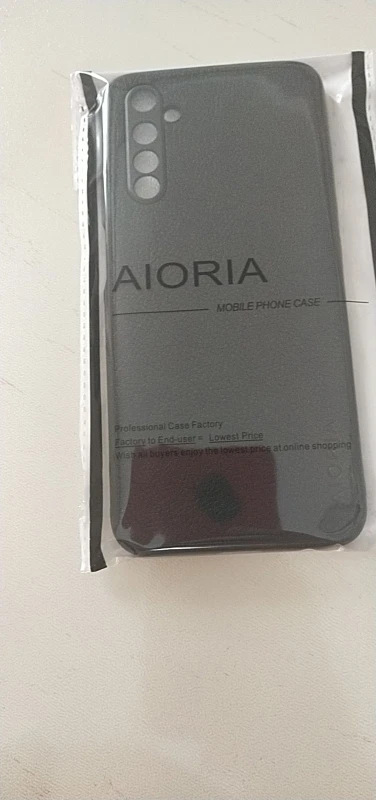 AIORIA
MOBILE PHONE CASE
Professional Case Factory
Factory to End-user = Lowest Price
Wish all buyers enjoy the lowest price at online shopping